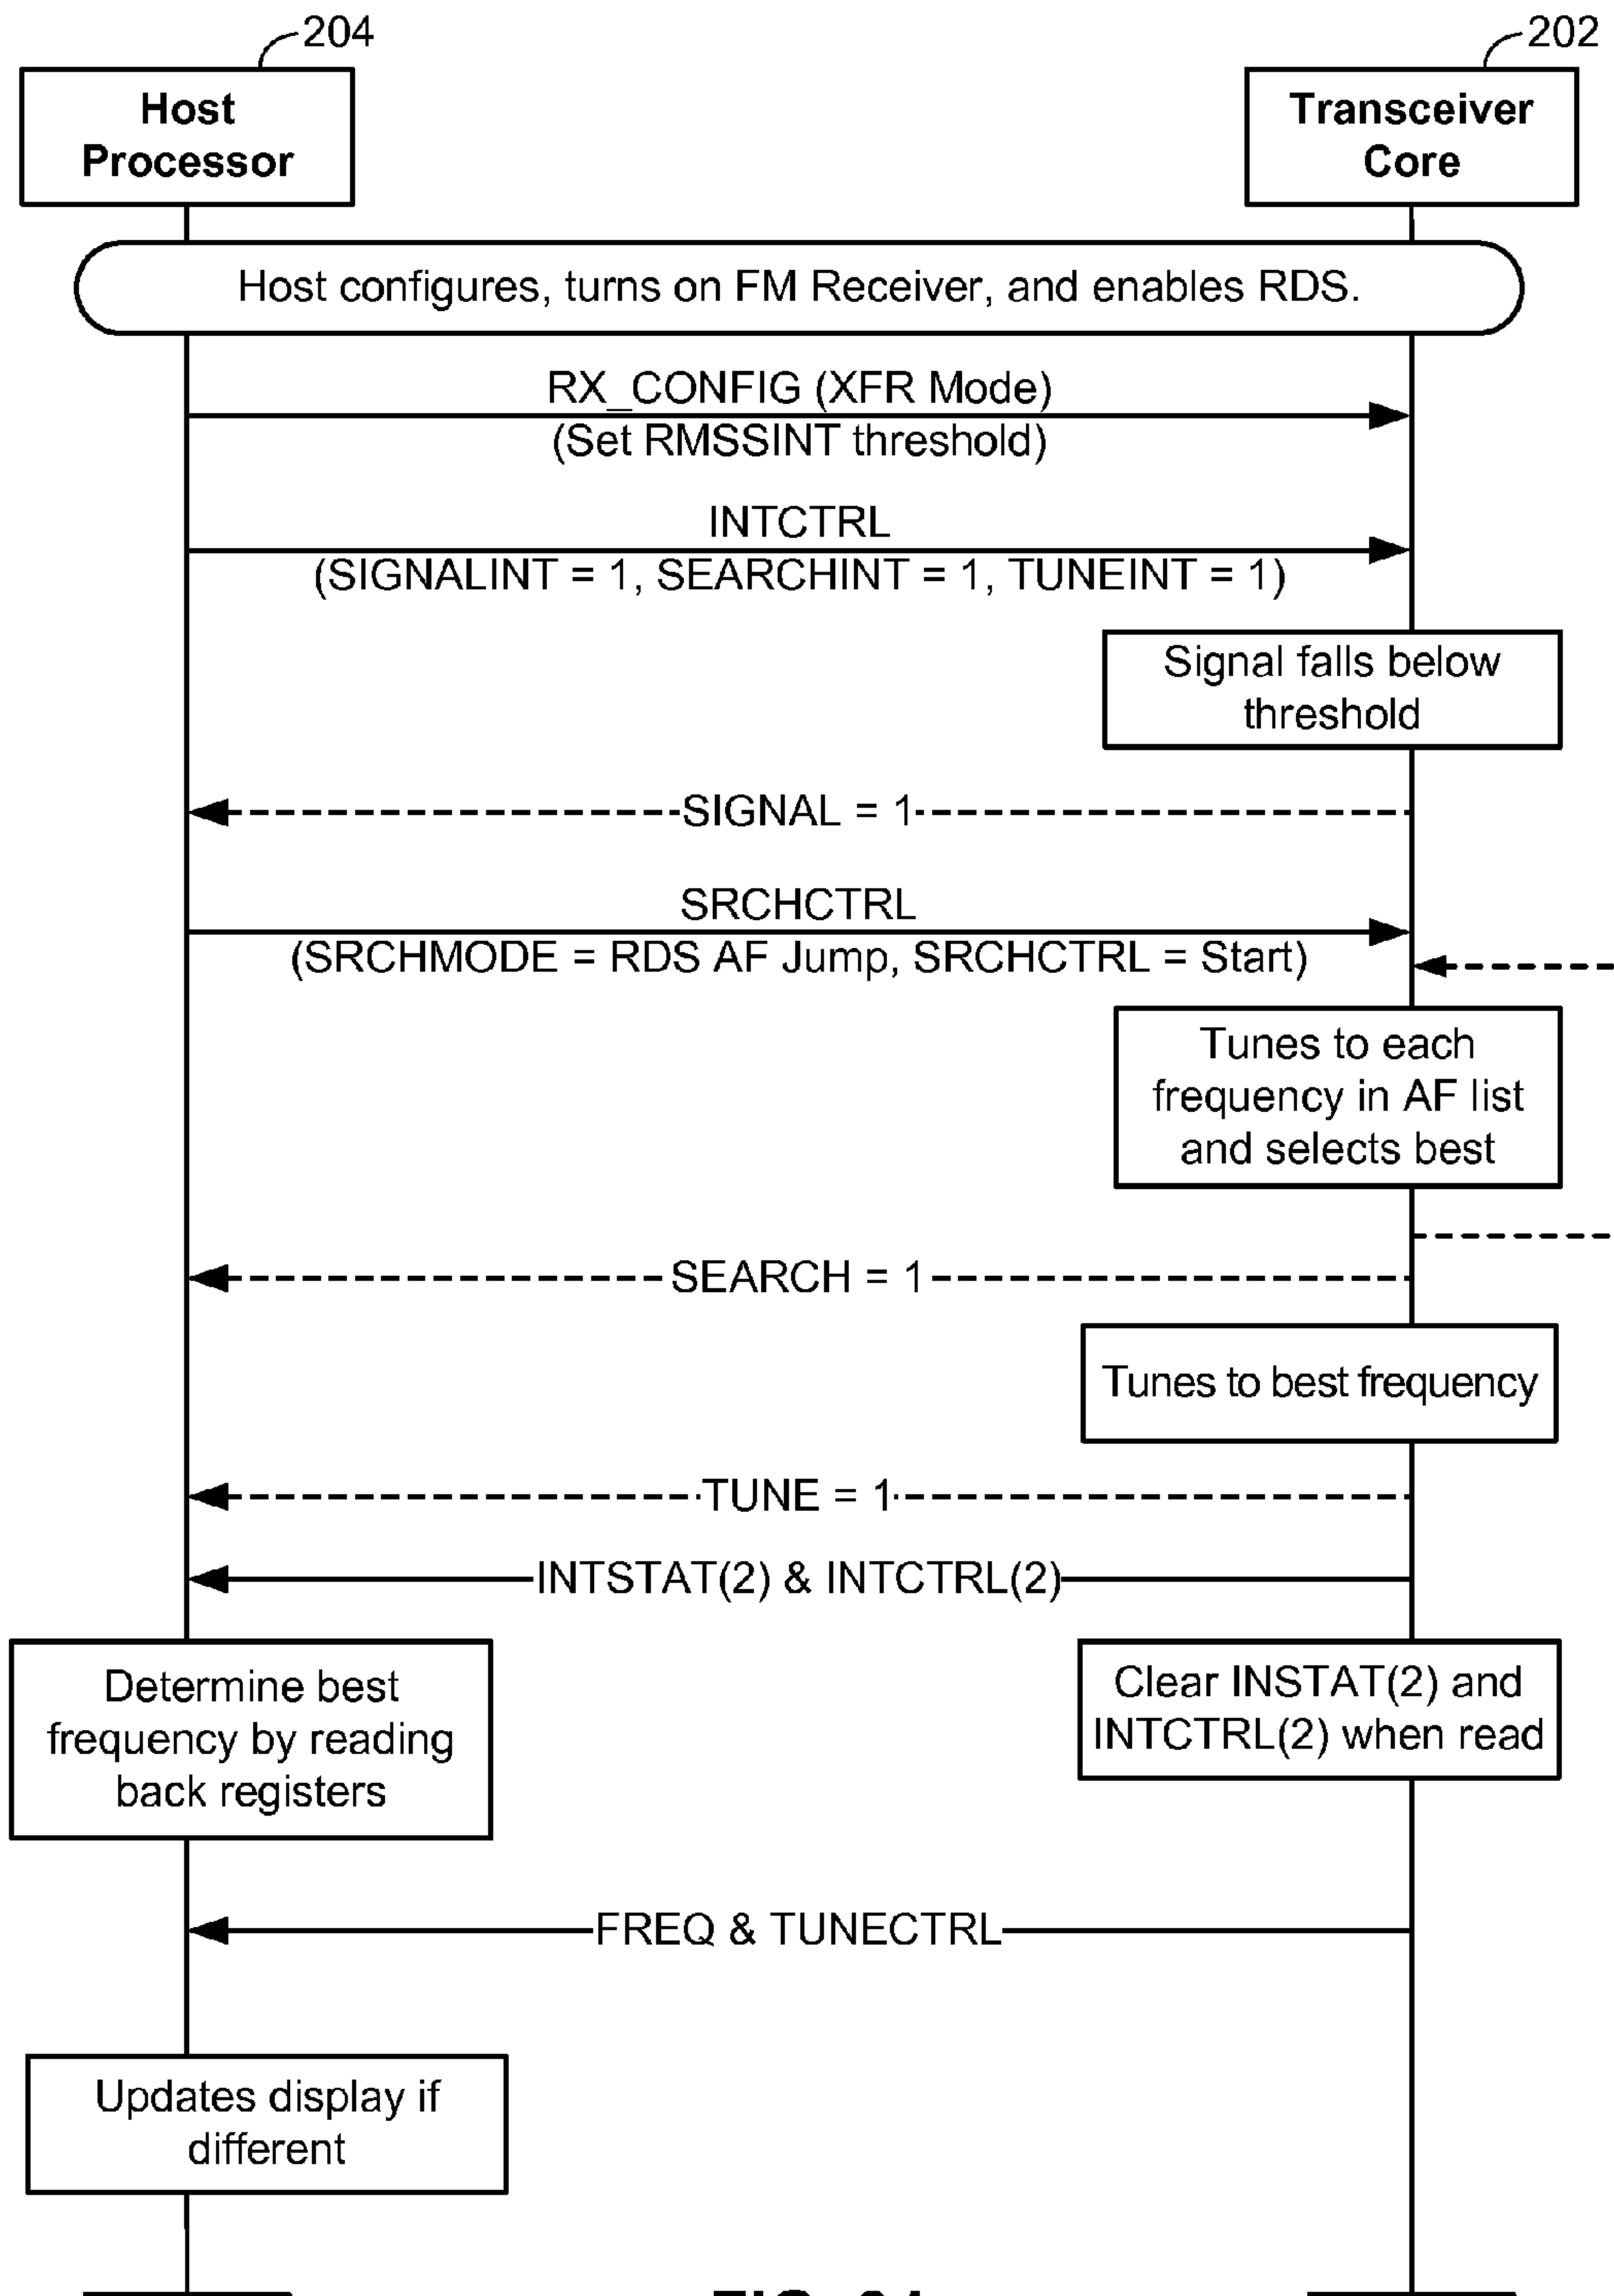 204
202
Host
Processor
Transceiver
Core
Host configures, turns on FM Receiver, and enables RDS.
RX_CONFIG (XFR Mode)
(Set RMSSINT threshold)
INTCTRL
(SIGNALINT = 1, SEARCHINT = 1, TUNEINT = 1)
Signal falls below
threshold
SIGNAL = 1
SRCHCTRL
(SRCHMODE = RDS AF Jump, SRCHCTRL = Start)
Tunes to each
frequency in AF list
and selects best
SEARCH = 1
Tunes to best frequency
TUNE = 1
INTSTAT(2) & INTCTRL(2)
Determine best
frequency by reading
back registers
Clear INSTAT(2) and
INTCTRL(2) when read
FREQ & TUNECTRL
Updates display if
different